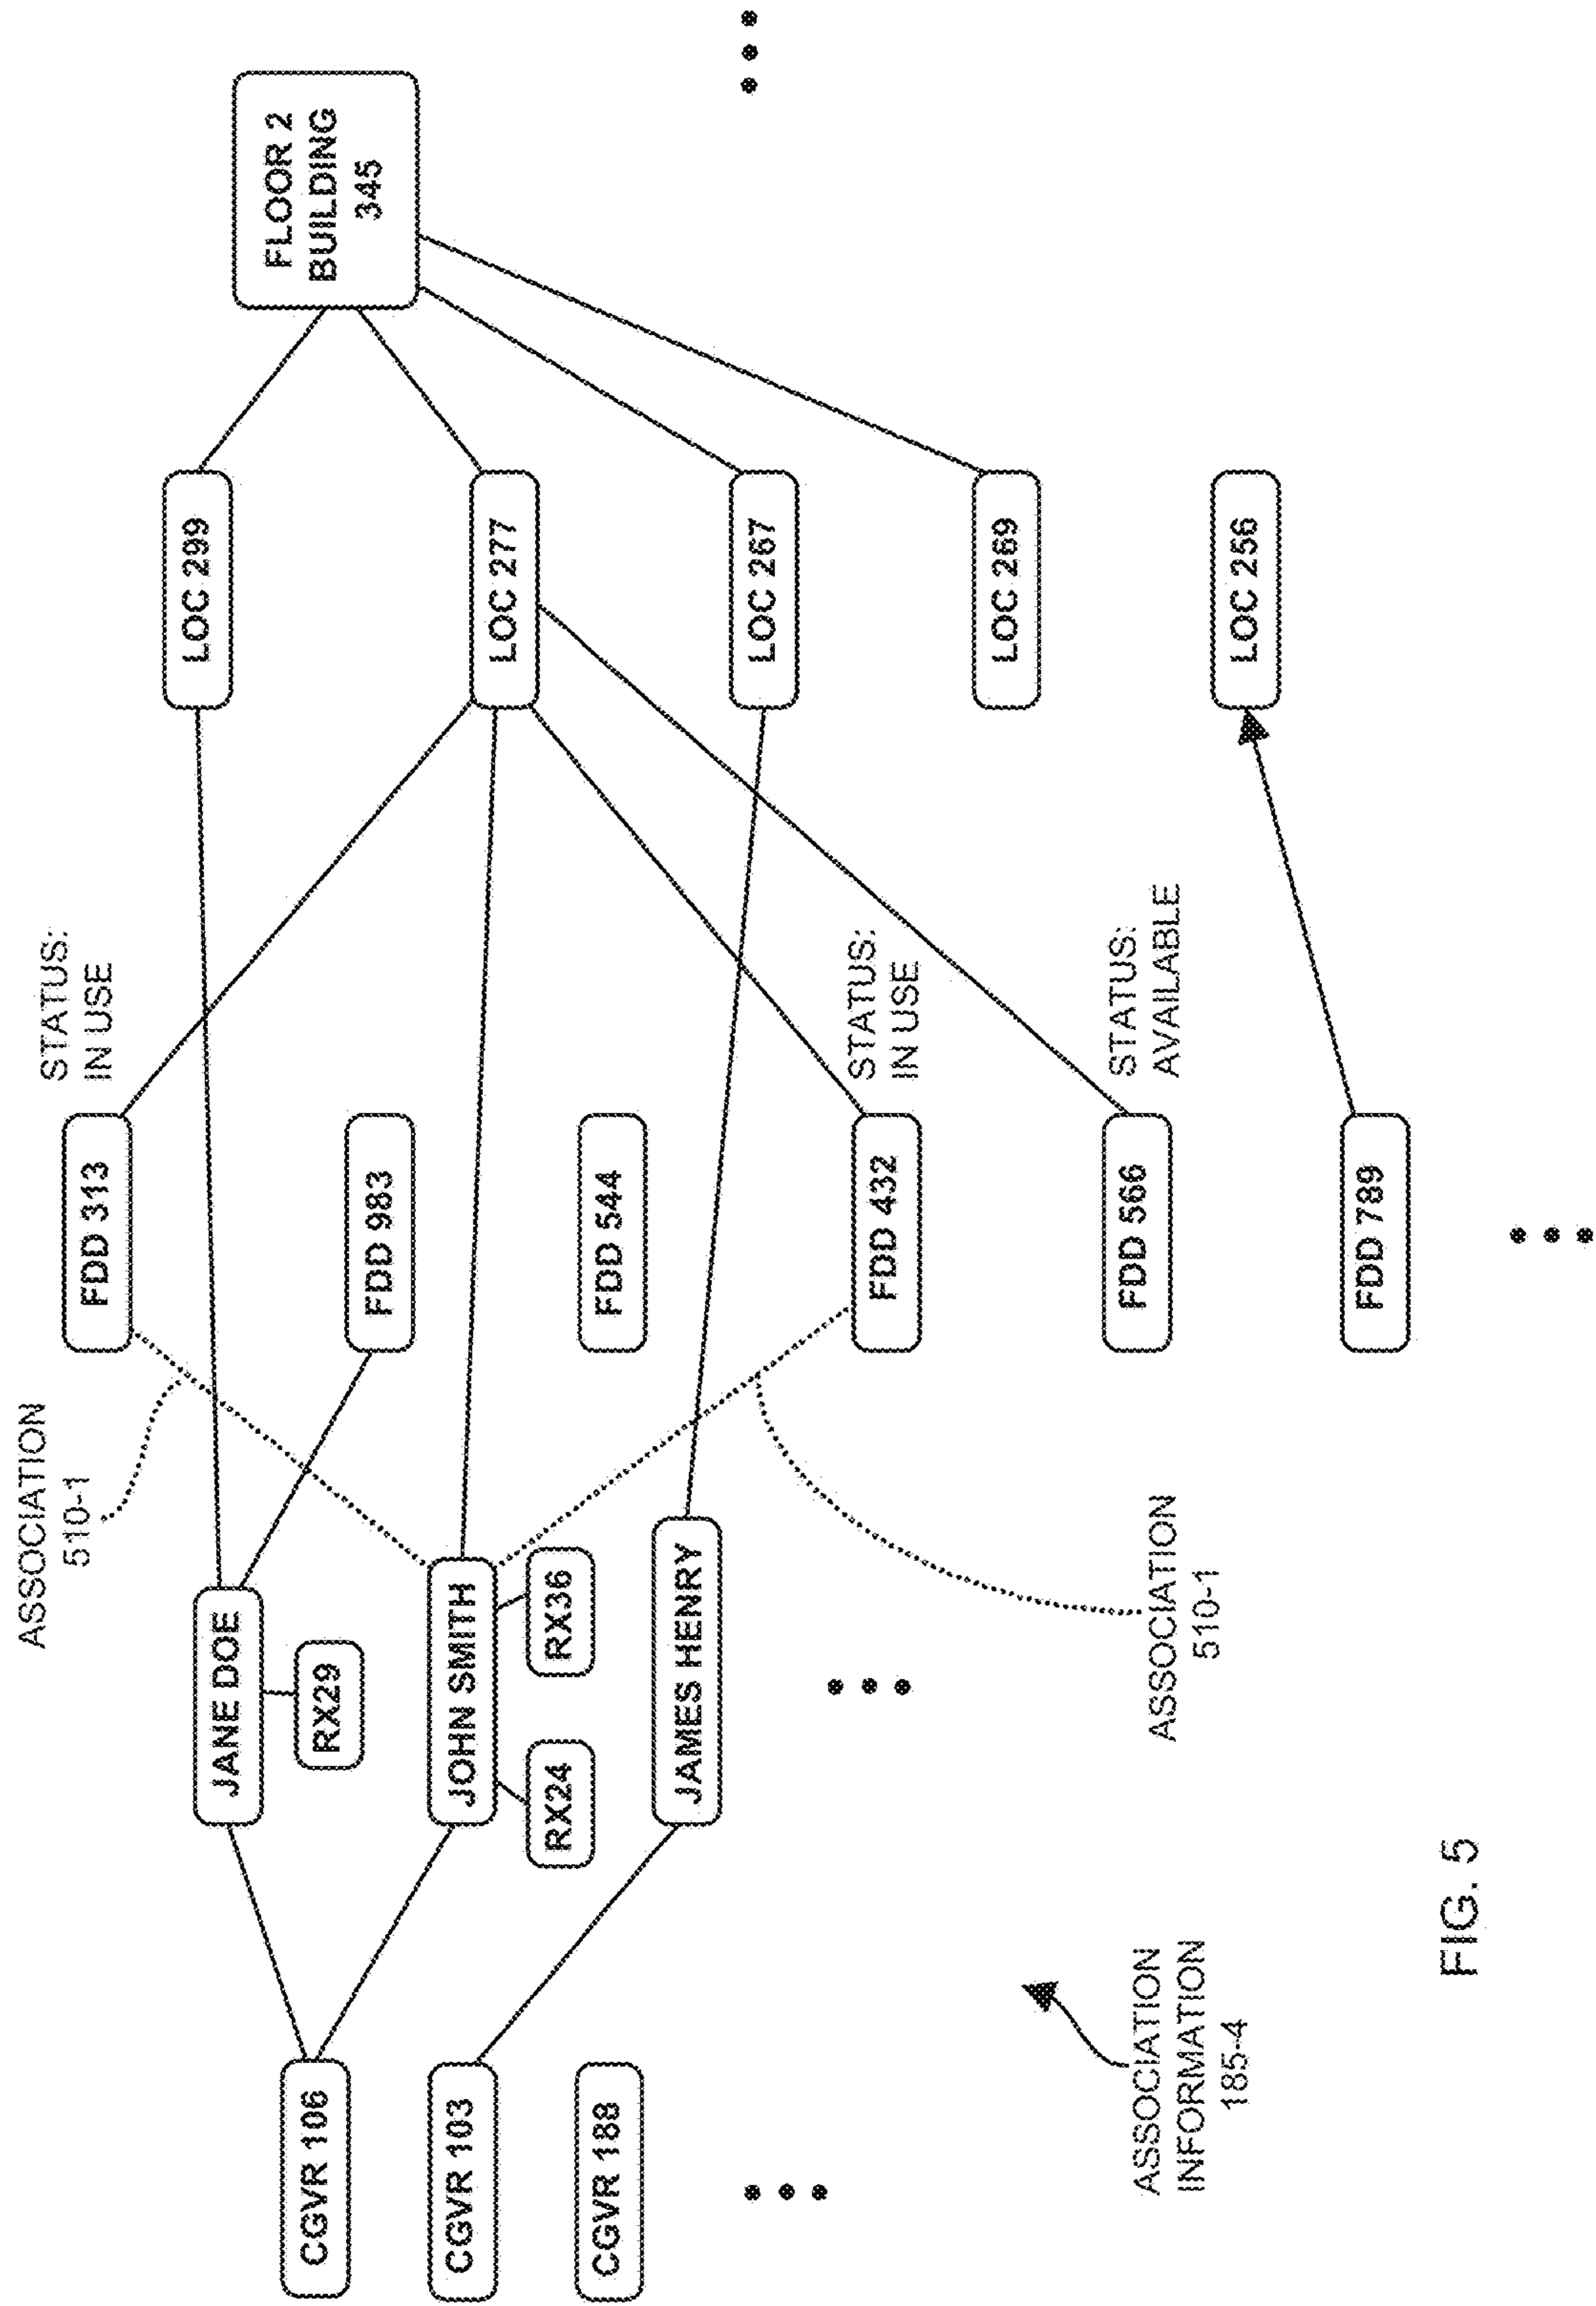 CGVR 106
CGVR 103
CGVR 188
ASSOCIATION
INFORMATION
185-4
JANE DOE
RX29
JOHN SMITH
RX24
RX36
JAMES HENRY
ASSOCIATION
510-1
ASSOCIATION
510-1
FDD 313
STATUS:
IN USE
FDD 983
FDD 544
FDD 432
STATUS:
IN USE
FDD 566
STATUS:
AVAILABLE
FDD 789
LOC 299
LOC 277
LOC 267
LOC 269
LOC 256
FLOOR 2
BUILDING
345
FIG. 5